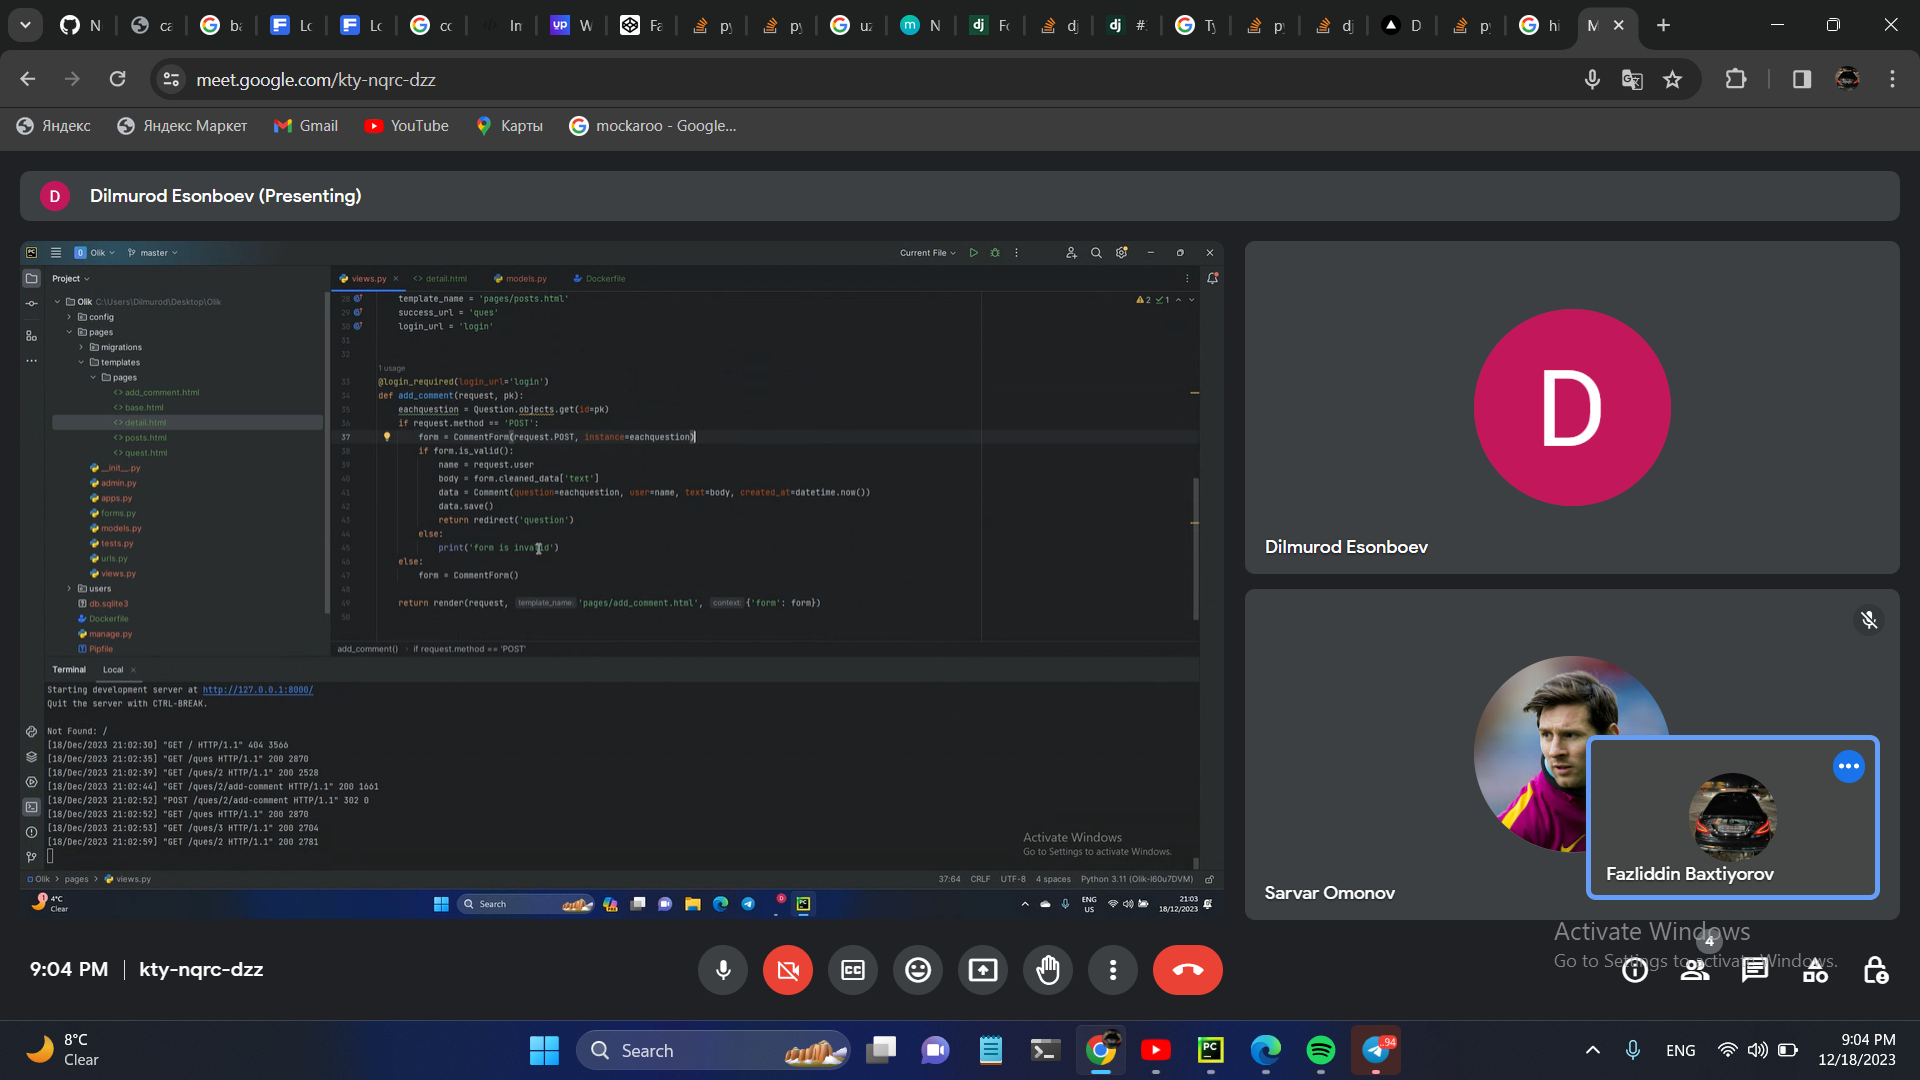 meet.google.com/kty-nqrc-dzz
Яндекс
Яндекс Маркет
Gmail
YouTube
Карты
mockaroo - Google...
D
Dilmurod Esonboev (Presenting)
Olik
master
Current File
Project
views.py
detail.html
models.py
Dockerfile
Olik C:\Users\Dilmurod\Desktop\Olik
config
pages
migrations
templates
pages
add_comment.html
base.html
detail.html
posts.html
quest.html
__init__.py
admin.py
apps.py
forms.py
models.py
tests.py
urls.py
views.py
users
db.sqlite3
Dockerfile
manage.py
Pipfile
28 template_name = 'pages/posts.html'
29 success_url = 'ques'
30 login_url = 'login'
31
32
1 usage
33 @login_required(login_url='login')
34 def add_comment(request, pk):
35 eachquestion = Question.objects.get(id=pk)
36 if request.method == 'POST':
37 form = CommentForm(request.POST, instance=eachquestion)
38 if form.is_valid():
39 name = request.user
40 body = form.cleaned_data['text']
41 data = Comment(question=eachquestion, user=name, text=body, created_at=datetime.now())
42 data.save()
43 return redirect('question')
44 else:
45 print('form is invalid')
46 else:
47 form = CommentForm()
48
49 return render(request, template_name: 'pages/add_comment.html', context: {'form': form})
50
2 1
add_comment() › if request.method == 'POST'
Terminal Local
Starting development server at http://127.0.0.1:8000/
Quit the server with CTRL-BREAK.
Not Found: /
[18/Dec/2023 21:02:30] "GET / HTTP/1.1" 404 3566
[18/Dec/2023 21:02:35] "GET /ques HTTP/1.1" 200 2870
[18/Dec/2023 21:02:39] "GET /ques/2 HTTP/1.1" 200 2528
[18/Dec/2023 21:02:44] "GET /ques/2/add-comment HTTP/1.1" 200 1661
[18/Dec/2023 21:02:52] "POST /ques/2/add-comment HTTP/1.1" 302 0
[18/Dec/2023 21:02:52] "GET /ques HTTP/1.1" 200 2870
[18/Dec/2023 21:02:53] "GET /ques/3 HTTP/1.1" 200 2704
[18/Dec/2023 21:02:59] "GET /ques/2 HTTP/1.1" 200 2781
Activate Windows
Go to Settings to activate Windows.
Olik › pages › views.py
37:64 CRLF UTF-8 4 spaces Python 3.11 (Olik-l60u7DVM)
4°C
Clear
Search
ENG
US
21:03
18/12/2023
D
Dilmurod Esonboev
Sarvar Omonov
Fazliddin Baxtiyorov
Activate Windows
Go to Settings to activate Windows.
4
9:04 PM | kty-nqrc-dzz
8°C
Clear
Search
94
ENG
9:04 PM
12/18/2023